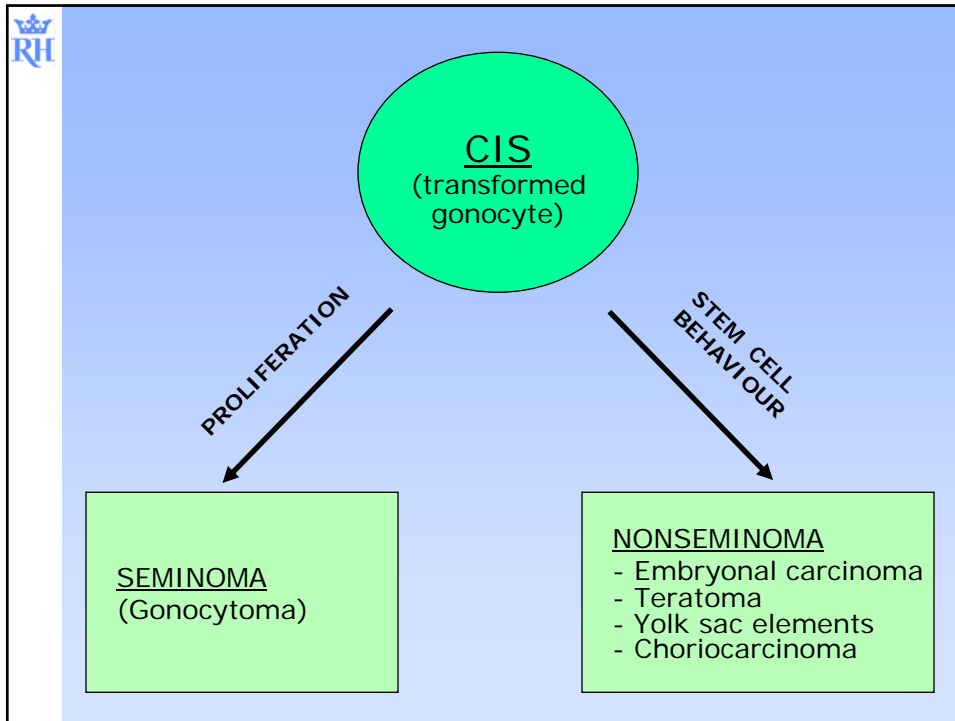 RH
CIS
(transformed
gonocyte)
PROLIFERATION
STEM CELL
BEHAVIOUR
SEMINOMA
(Gonocytoma)
NONSEMINOMA
- Embryonal carcinoma
- Teratoma
- Yolk sac elements
- Choriocarcinoma